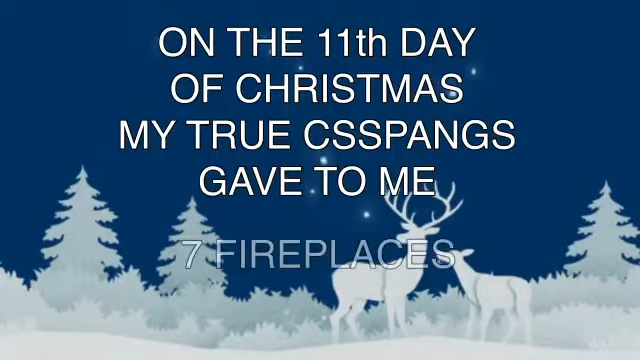 ON THE 11th DAY
OF CHRISTMAS
MY TRUE CSSPANGS
GAVE TO ME
7 FIREPLACES